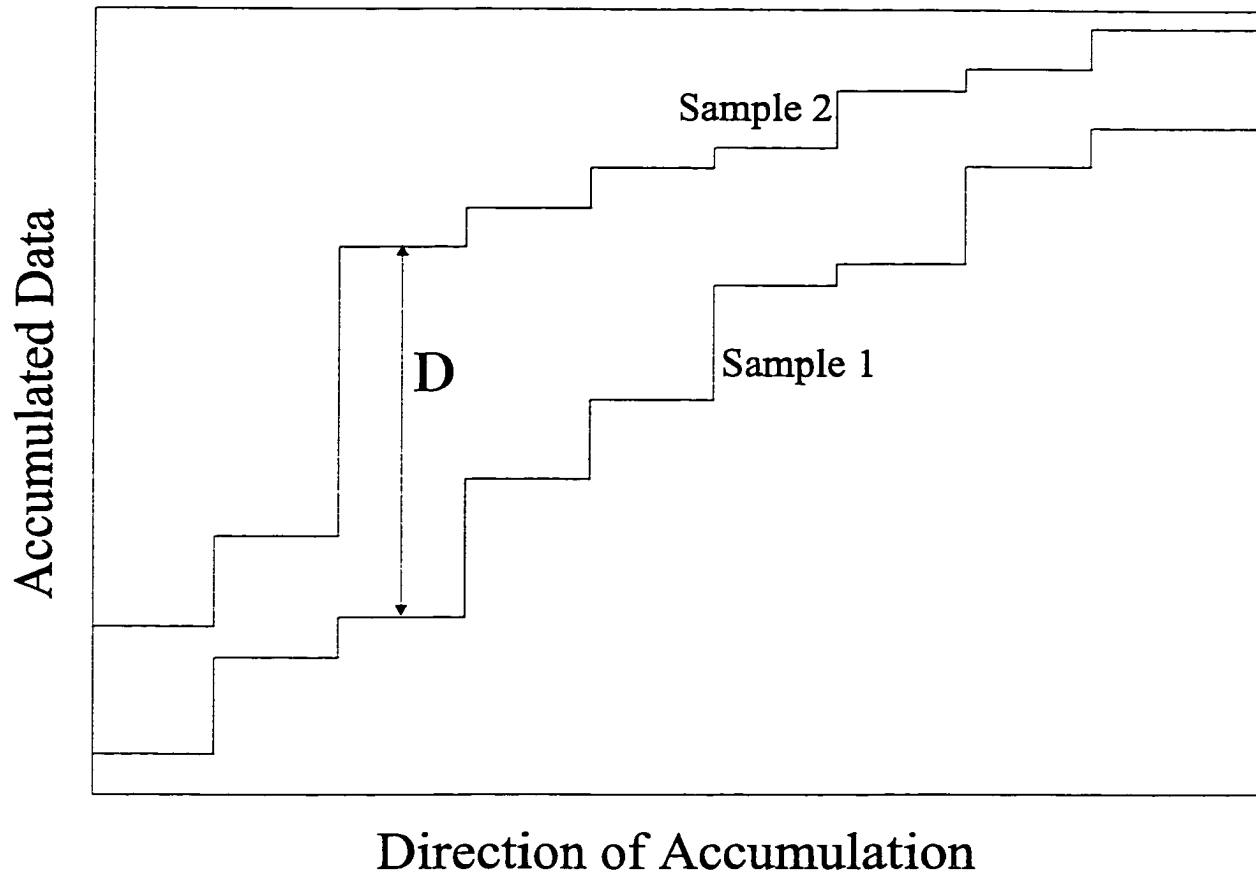 Sample 2
Accumulated Data
D
Sample 1
Direction of Accumulation